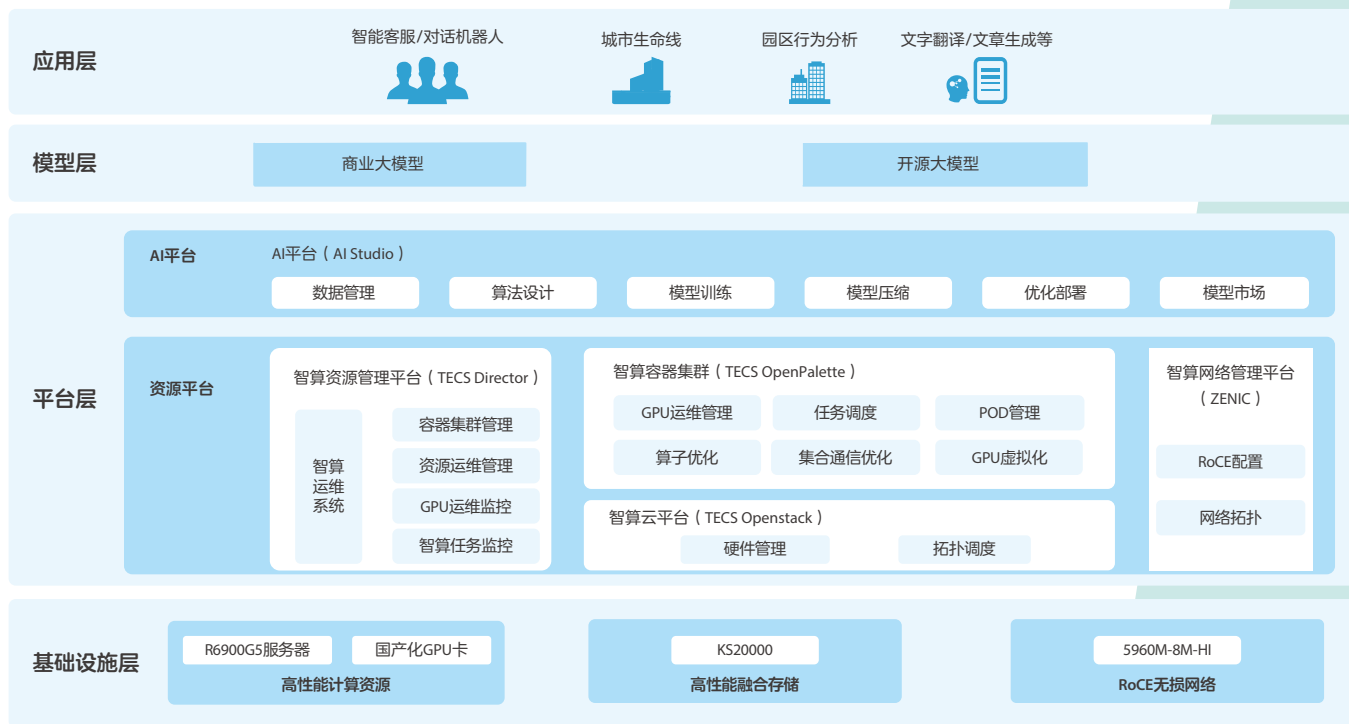 应用层
智能客服/对话机器人
城市生命线
园区行为分析
文字翻译/文章生成等
模型层
商业大模型
开源大模型
平台层
AI平台
AI平台（AI Studio）
数据管理
算法设计
模型训练
模型压缩
优化部署
模型市场
资源平台
智算资源管理平台（TECS Director）
智算
运维
系统
容器集群管理
资源运维管理
GPU运维监控
智算任务监控
智算容器集群（TECS OpenPalette）
GPU运维管理
任务调度
POD管理
算子优化
集合通信优化
GPU虚拟化
智算云平台（TECS Openstack）
硬件管理
拓扑调度
智算网络管理平台
（ZENIC）
RoCE配置
网络拓扑
基础设施层
R6900G5服务器
国产化GPU卡
高性能计算资源
KS20000
高性能融合存储
5960M-8M-HI
RoCE无损网络